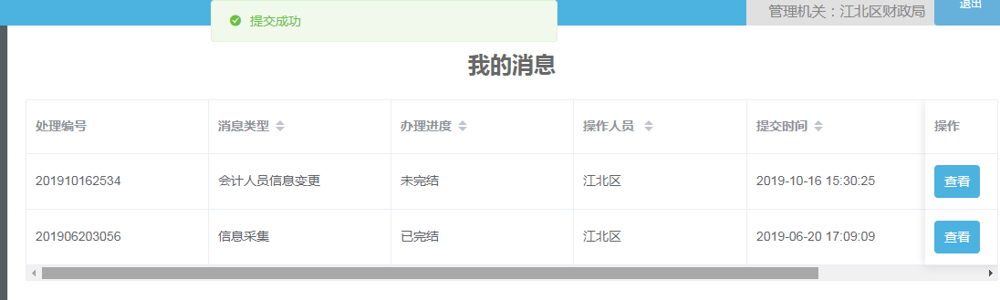 提交成功
管理机关：江北区财政局
退出
我的消息
处理编号 消息类型 办理进度 操作人员 提交时间 操作
201910162534 会计人员信息变更 未完结 江北区 2019-10-16 15:30:25 查看
201906203056 信息采集 已完结 江北区 2019-06-20 17:09:09 查看